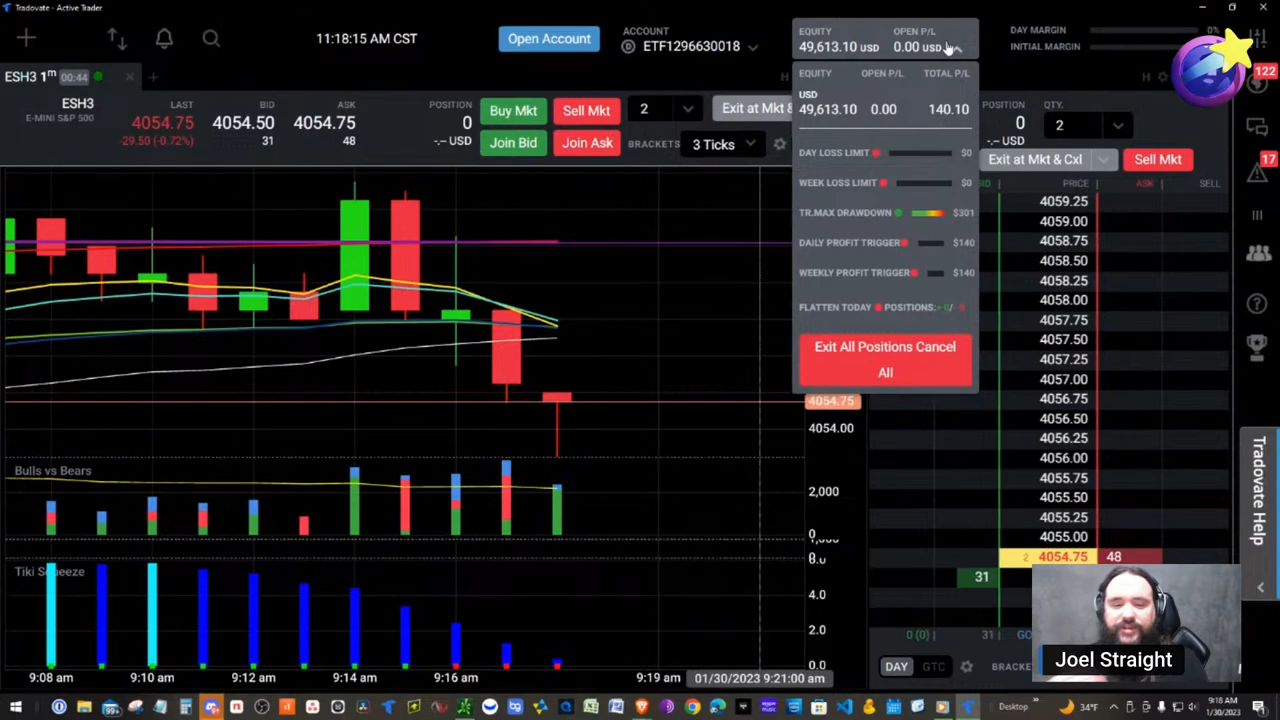 Tradovate - Active Trader
11:18:15 AM CST
Open Account
ACCOUNT
ETF1296630018
EQUITY
OPEN P/L
49,613.10 USD
0.00 USD
DAY MARGIN
0%
INITIAL MARGIN
ESH3 1m
00:44
122
ESH3
E-MINI S&P 500
LAST
4054.75
-29.50 (-0.72%)
BID
4054.50
31
ASK
4054.75
48
POSITION
0
-.-- USD
Buy Mkt
Sell Mkt
2
Exit at Mkt &
Join Bid
Join Ask
BRACKETS
3 Ticks
EQUITY
OPEN P/L
TOTAL P/L
USD
49,613.10
0.00
140.10
DAY LOSS LIMIT
$0
WEEK LOSS LIMIT
$0
TR.MAX DRAWDOWN
$301
DAILY PROFIT TRIGGER
$140
WEEKLY PROFIT TRIGGER
$140
FLATTEN TODAY
POSITIONS:
Exit All Positions Cancel
All
POSITION
0
-.-- USD
QTY.
2
Exit at Mkt & Cxl
Sell Mkt
17
PRICE
ASK
SELL
4059.25
4059.00
4058.75
4058.50
4058.25
4058.00
4057.75
4057.50
4057.25
4057.00
4056.75
4056.50
4056.25
4056.00
4055.75
4055.50
4055.25
4055.00
2
4054.75
48
31
4054.75
4054.00
Bulls vs Bears
2,000
0
Tiki Squeeze
4.0
2.0
0.0
9:08 am
9:10 am
9:12 am
9:14 am
9:16 am
9:19 am
01/30/2023 9:21:00 am
0 (0)
31
DAY
GTC
Tradovate Help
Joel Straight
99+
Desktop
34°F
9:18 AM
1/30/2023